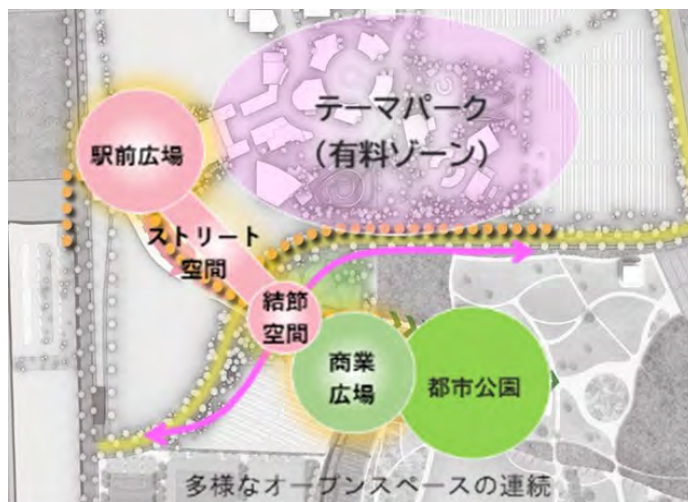 テーマパーク
（有料ゾーン）
駅前広場
ストリート
空間
結節
空間
商業
広場
都市公園
多様なオープンスペースの連続